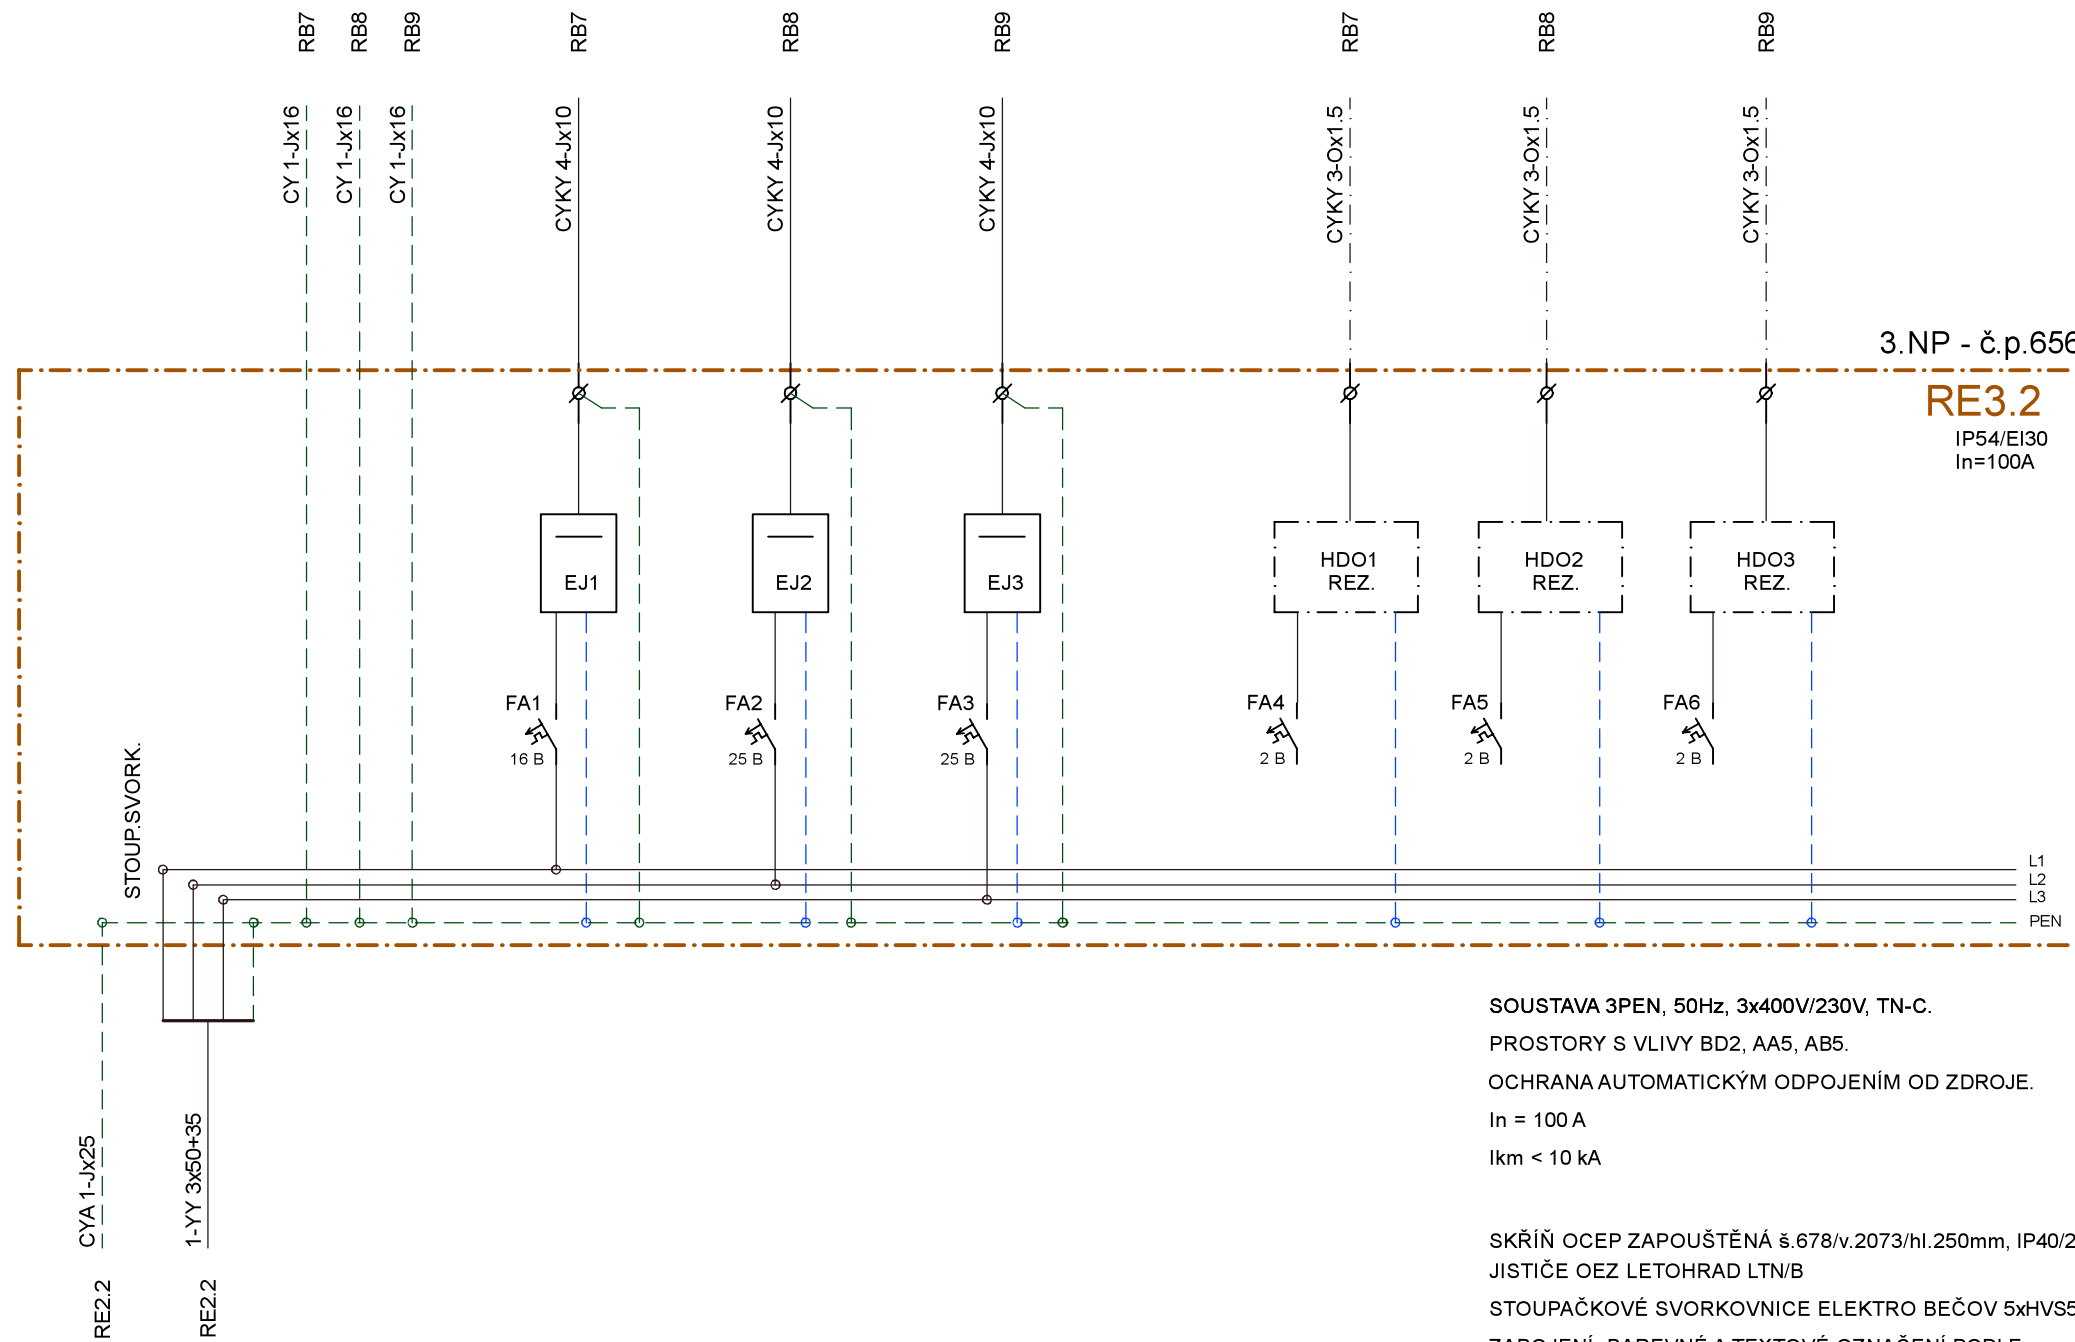 RB7
RB8
RB9
RB7
RB8
RB9
RB7
RB8
RB9
CY 1-Jx16
CY 1-Jx16
CY 1-Jx16
CYKY 4-Jx10
CYKY 4-Jx10
CYKY 4-Jx10
CYKY 3-Ox1.5
CYKY 3-Ox1.5
CYKY 3-Ox1.5
3.NP - č.p.656
RE3.2
IP54/EI30
In=100A
EJ1
EJ2
EJ3
HDO1
REZ.
HDO2
REZ.
HDO3
REZ.
FA1
16 B
FA2
25 B
FA3
25 B
FA4
2 B
FA5
2 B
FA6
2 B
STOUP.SVORK.
L1
L2
L3
PEN
CYA 1-Jx25
1-YY 3x50+35
RE2.2
RE2.2
SOUSTAVA 3PEN, 50Hz, 3x400V/230V, TN-C.
PROSTORY S VLIVY BD2, AA5, AB5.
OCHRANA AUTOMATICKÝM ODPOJENÍM OD ZDROJE.
In = 100 A
Ikm < 10 kA
SKŘÍŇ OCEP ZAPOUŠTĚNÁ š.678/v.2073/hl.250mm, IP40/2
JISTIČE OEZ LETOHRAD LTN/B
STOUPAČKOVÉ SVORKOVNICE ELEKTRO BEČOV 5xHVS5
ZAPOJENÍ, BAREVNÉ A TEXTOVÉ OZNAČENÍ PODLE